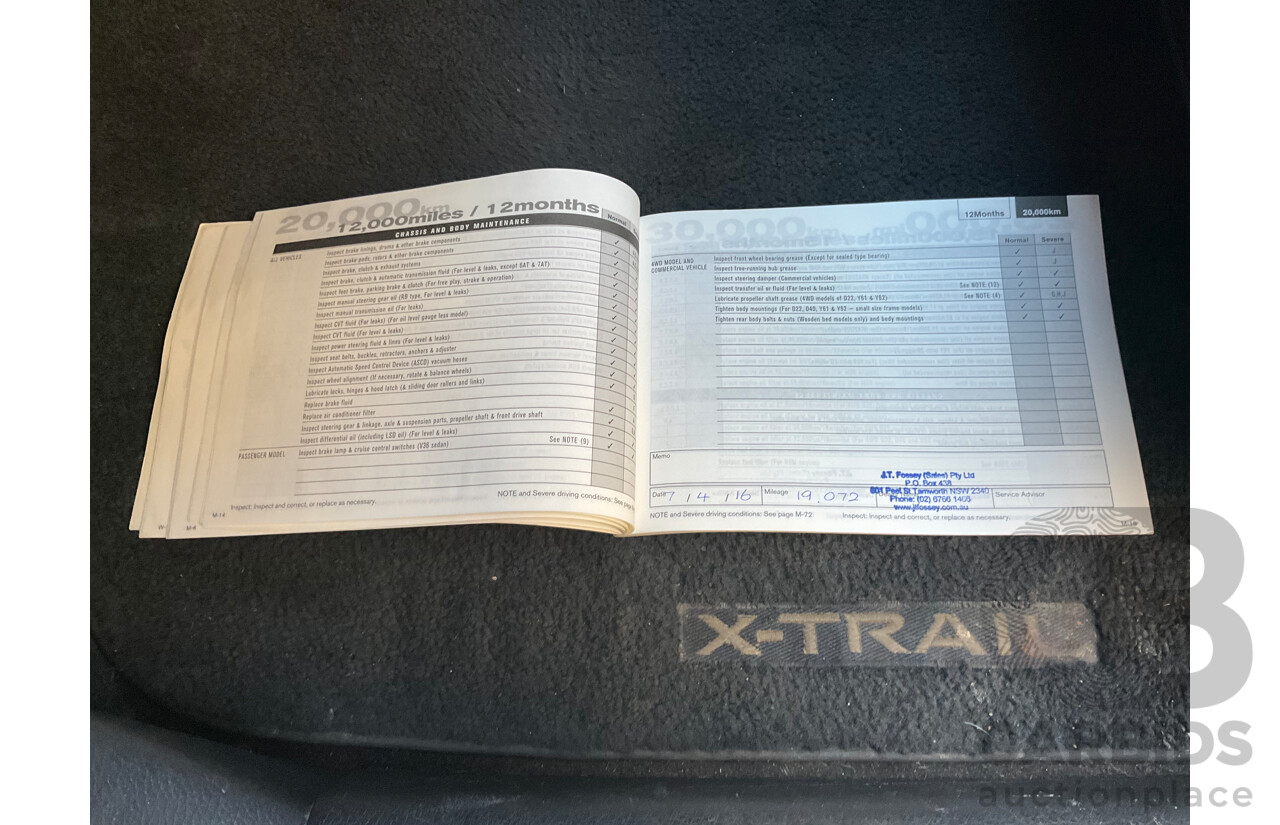 20,000km
12,000miles / 12months
Normal
CHASSIS AND BODY MAINTENANCE
ALL VEHICLES
Inspect brake linings, drums & other brake components
Inspect brake pads, rotors & other brake components
Inspect brake, clutch & exhaust systems
Inspect brake, clutch & automatic transmission fluid (For level & leaks, except 6AT & 7AT)
Inspect foot brake, parking brake & clutch (For free play, stroke & operation)
Inspect manual steering gear oil (RB type, For level & leaks)
Inspect manual transmission oil (For leaks)
Inspect CVT fluid (For leaks) (For oil level gauge less model)
Inspect CVT fluid (For level & leaks)
Inspect power steering fluid & lines (For level & leaks)
Inspect seat belts, buckles, retractors, anchors & adjuster
Inspect Automatic Speed Control Device (ASCD) vacuum hoses
Inspect wheel alignment (If necessary, rotate & balance wheels)
Lubricate locks, hinges & hood latch (& sliding door rollers and links)
Replace brake fluid
Replace air conditioner filter
Inspect steering gear & linkage, axle & suspension parts, propeller shaft & front drive shaft
Inspect differential oil (including LSD oil) (For level & leaks) See NOTE (9)
PASSENGER MODEL Inspect brake lamp & cruise control switches (V36 sedan)
NOTE and Severe driving conditions: See pag
Inspect: Inspect and correct, or replace as necessary.
M-14
M-6
W-
12Months 20,000km
Normal Severe
4WD MODEL AND
COMMERCIAL VEHICLE
Inspect front wheel bearing grease (Except for sealed type bearing)
Inspect free-running hub grease
Inspect steering damper (Commercial vehicles)
Inspect transfer oil or fluid (For level & leaks) See NOTE (12)
Lubricate propeller shaft grease (4WD models of D22, Y61 & Y62) See NOTE (4)
Tighten body mountings (For D22, D40, Y61 & Y62 — small size frame models)
Tighten rear body bolts & nuts (Wooden bed models only) and body mountings
Memo
J.T. Fossey (Sales) Pty Ltd
P.O. Box 438
601 Peel St Tamworth NSW 2340
Phone: (02) 6766 1466
www.jtfossey.com.au
Date 7 / 4 / 16 Mileage 19,072 Service Advisor
NOTE and Severe driving conditions: See page M-72 Inspect: Inspect and correct, or replace as necessary.
X-TRAIL
ALLBIDS
auctionplace